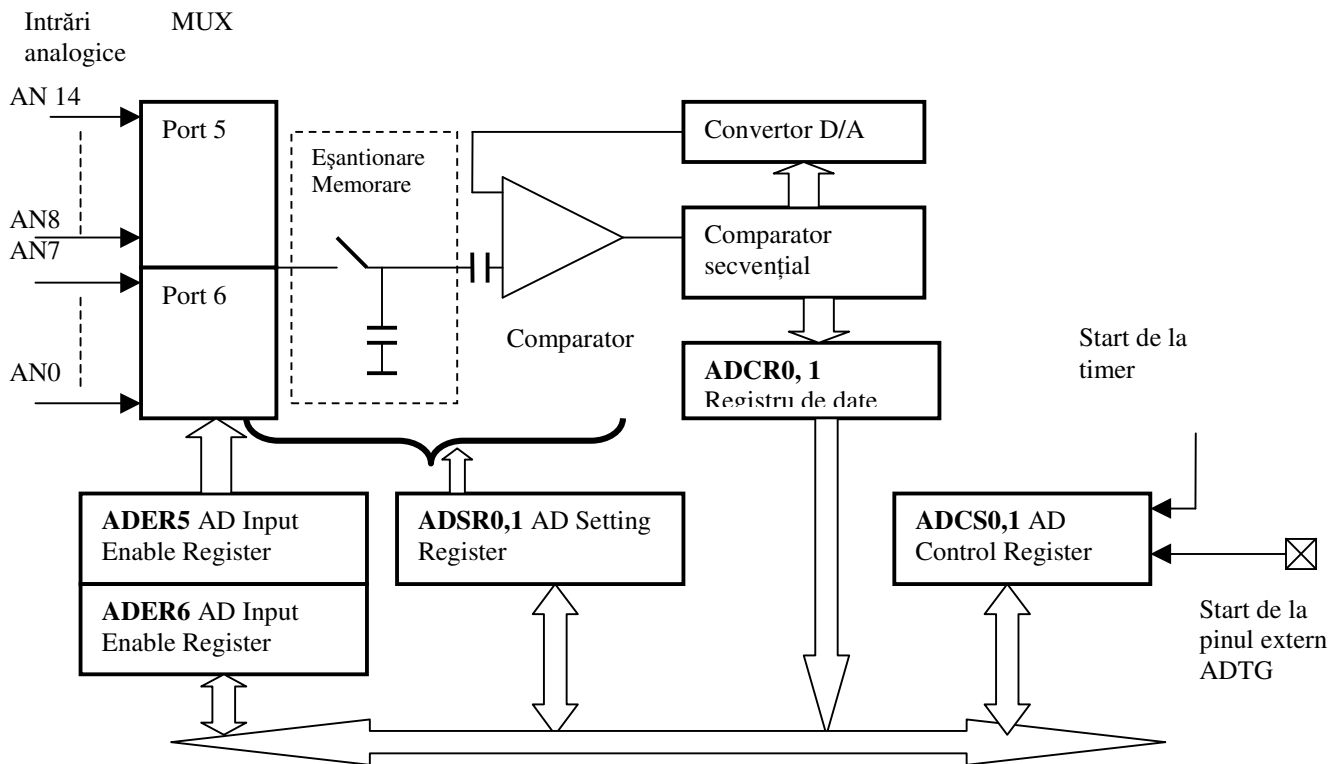 Intrări
analogice
MUX
AN 14
Port 5
AN8
AN7
Port 6
AN0
Eşantionare
Memorare
Convertor D/A
Comparator
secvenţial
Comparator
ADCR0, 1
Registru de date
Start de la
timer
ADER5 AD Input
Enable Register
ADER6 AD Input
Enable Register
ADSR0,1 AD Setting
Register
ADCS0,1 AD
Control Register
Start de la
pinul extern
ADTG